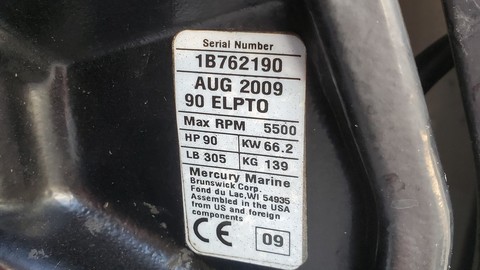 Serial Number
1B762190
AUG 2009
90 ELPTO
Max RPM 5500
HP 90 KW 66.2
LB 305 KG 139
Mercury Marine
Brunswick Corp.
Fond du Lac,WI 54935
Assembled in the USA
from US and foreign
components
CE 09